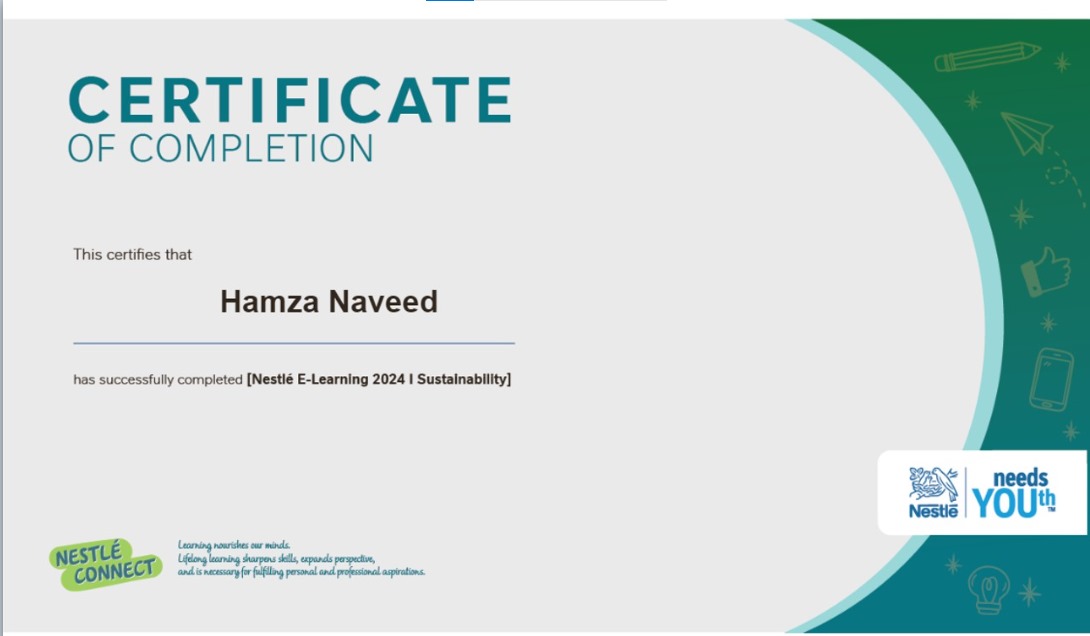 CERTIFICATE
OF COMPLETION
This certifies that
Hamza Naveed
has successfully completed [Nestlé E-Learning 2024 I Sustainability]
NESTLÉ
CONNECT
Learning nourishes our minds.
Lifelong learning sharpens skills, expands perspective,
and is necessary for fulfilling personal and professional aspirations.
Nestlé
needs
YOUth™